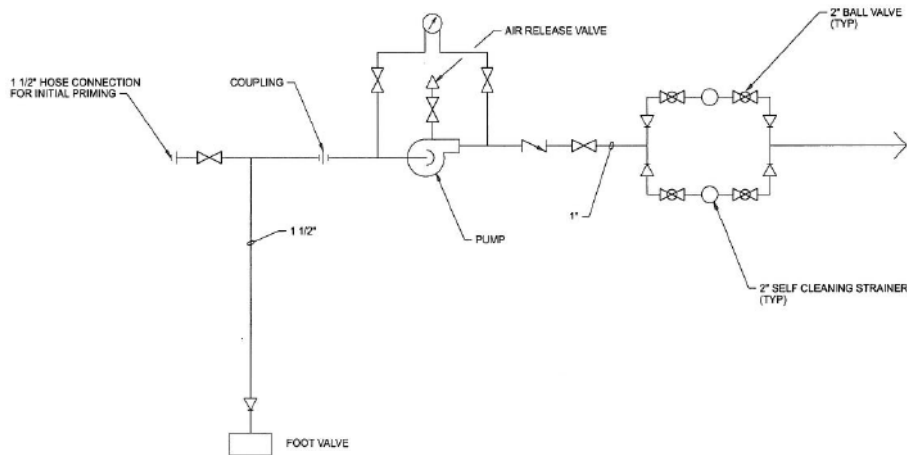 2" BALL VALVE
(TYP)
AIR RELEASE VALVE
1 1/2" HOSE CONNECTION
FOR INITIAL PRIMING
COUPLING
1"
1 1/2"
PUMP
2" SELF CLEANING STRAINER
(TYP)
FOOT VALVE